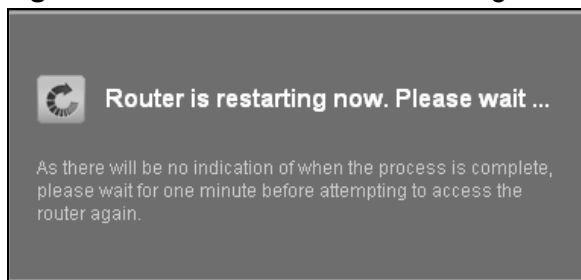 Router is restarting now. Please wait ...
As there will be no indication of when the process is complete,
please wait for one minute before attempting to access the
router again.